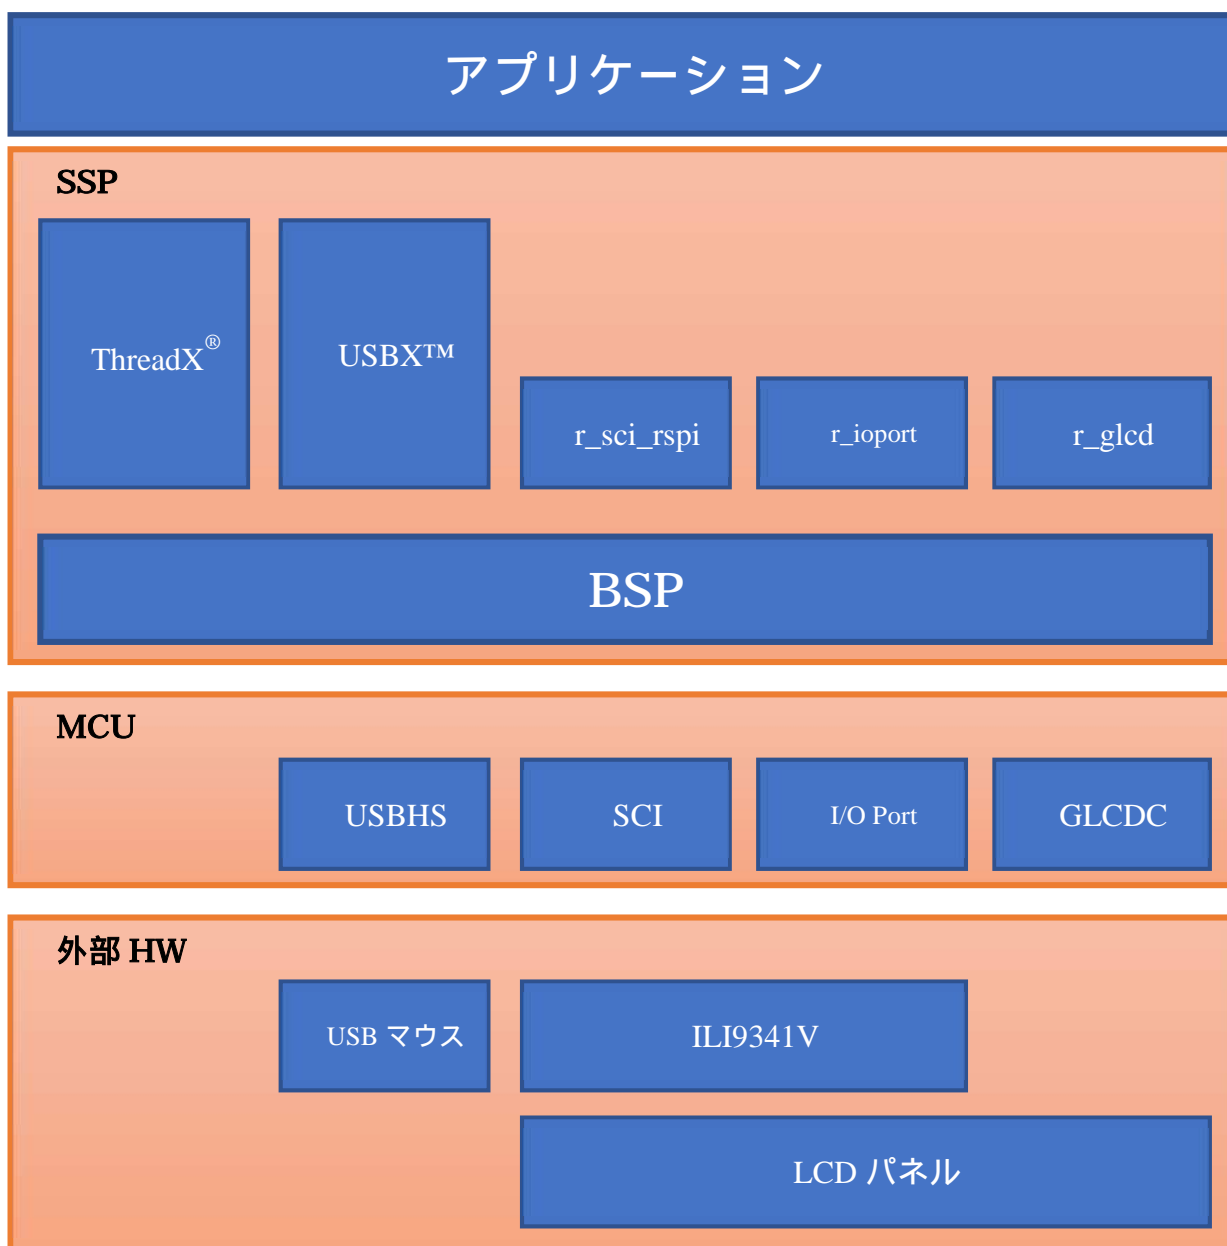 アプリケーション
SSP
ThreadX®
USBX™
r_sci_rspi
r_ioport
r_glcd
BSP
MCU
USBHS
SCI
I/O Port
GLCDC
外部 HW
USB マウス
ILI9341V
LCD パネル